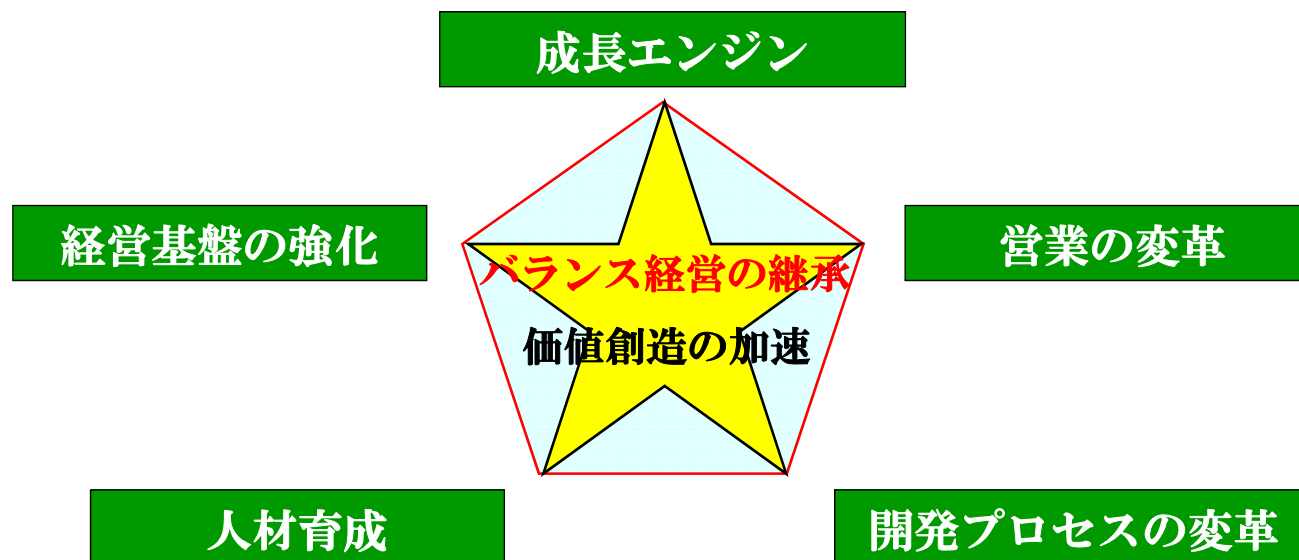 成長エンジン
経営基盤の強化
営業の変革
バランス経営の継承
価値創造の加速
人材育成
開発プロセスの変革